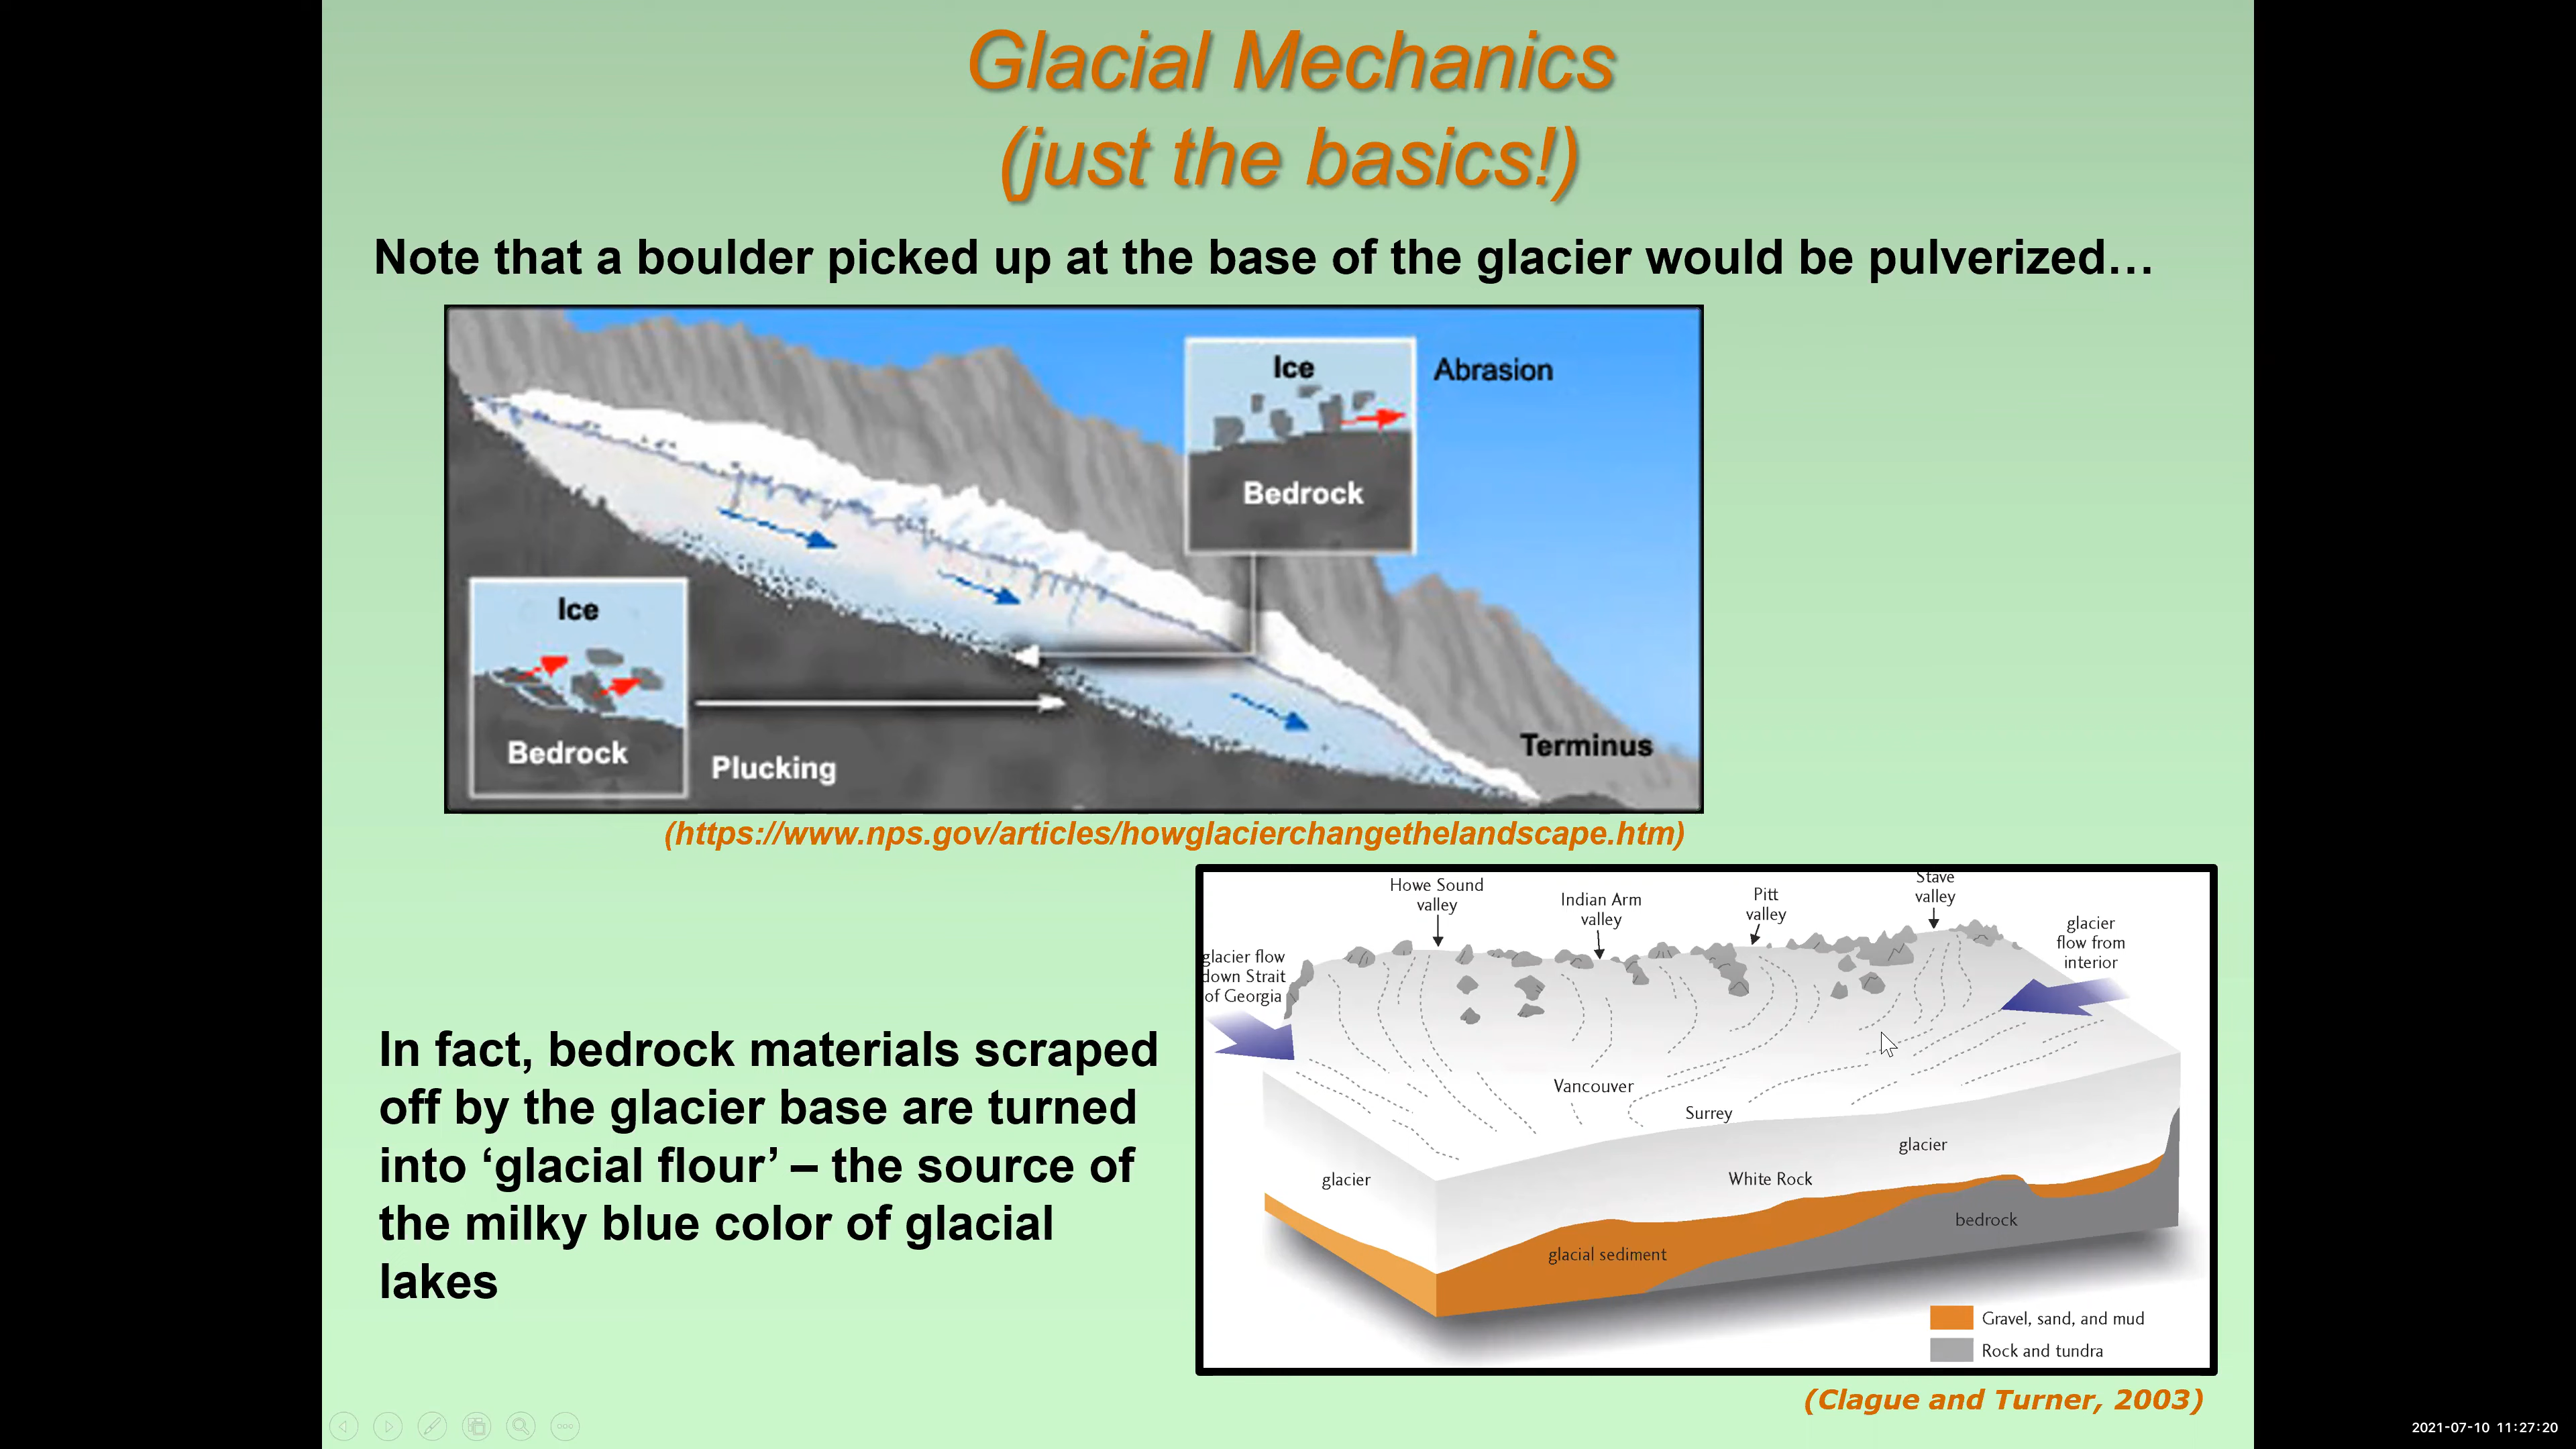 Glacial Mechanics
(just the basics!)
Note that a boulder picked up at the base of the glacier would be pulverized…
Ice
Abrasion
Bedrock
Ice
Bedrock
Plucking
Terminus
(https://www.nps.gov/articles/howglacierchangethelandscape.htm)
In fact, bedrock materials scraped
off by the glacier base are turned
into ‘glacial flour’ – the source of
the milky blue color of glacial
lakes
Howe Sound
valley
Indian Arm
valley
Pitt
valley
Stave
valley
glacier flow
down Strait
of Georgia
glacier
flow from
interior
Vancouver
Surrey
glacier
glacier
White Rock
bedrock
glacial sediment
Gravel, sand, and mud
Rock and tundra
(Clague and Turner, 2003)
2021-07-10 11:27:20